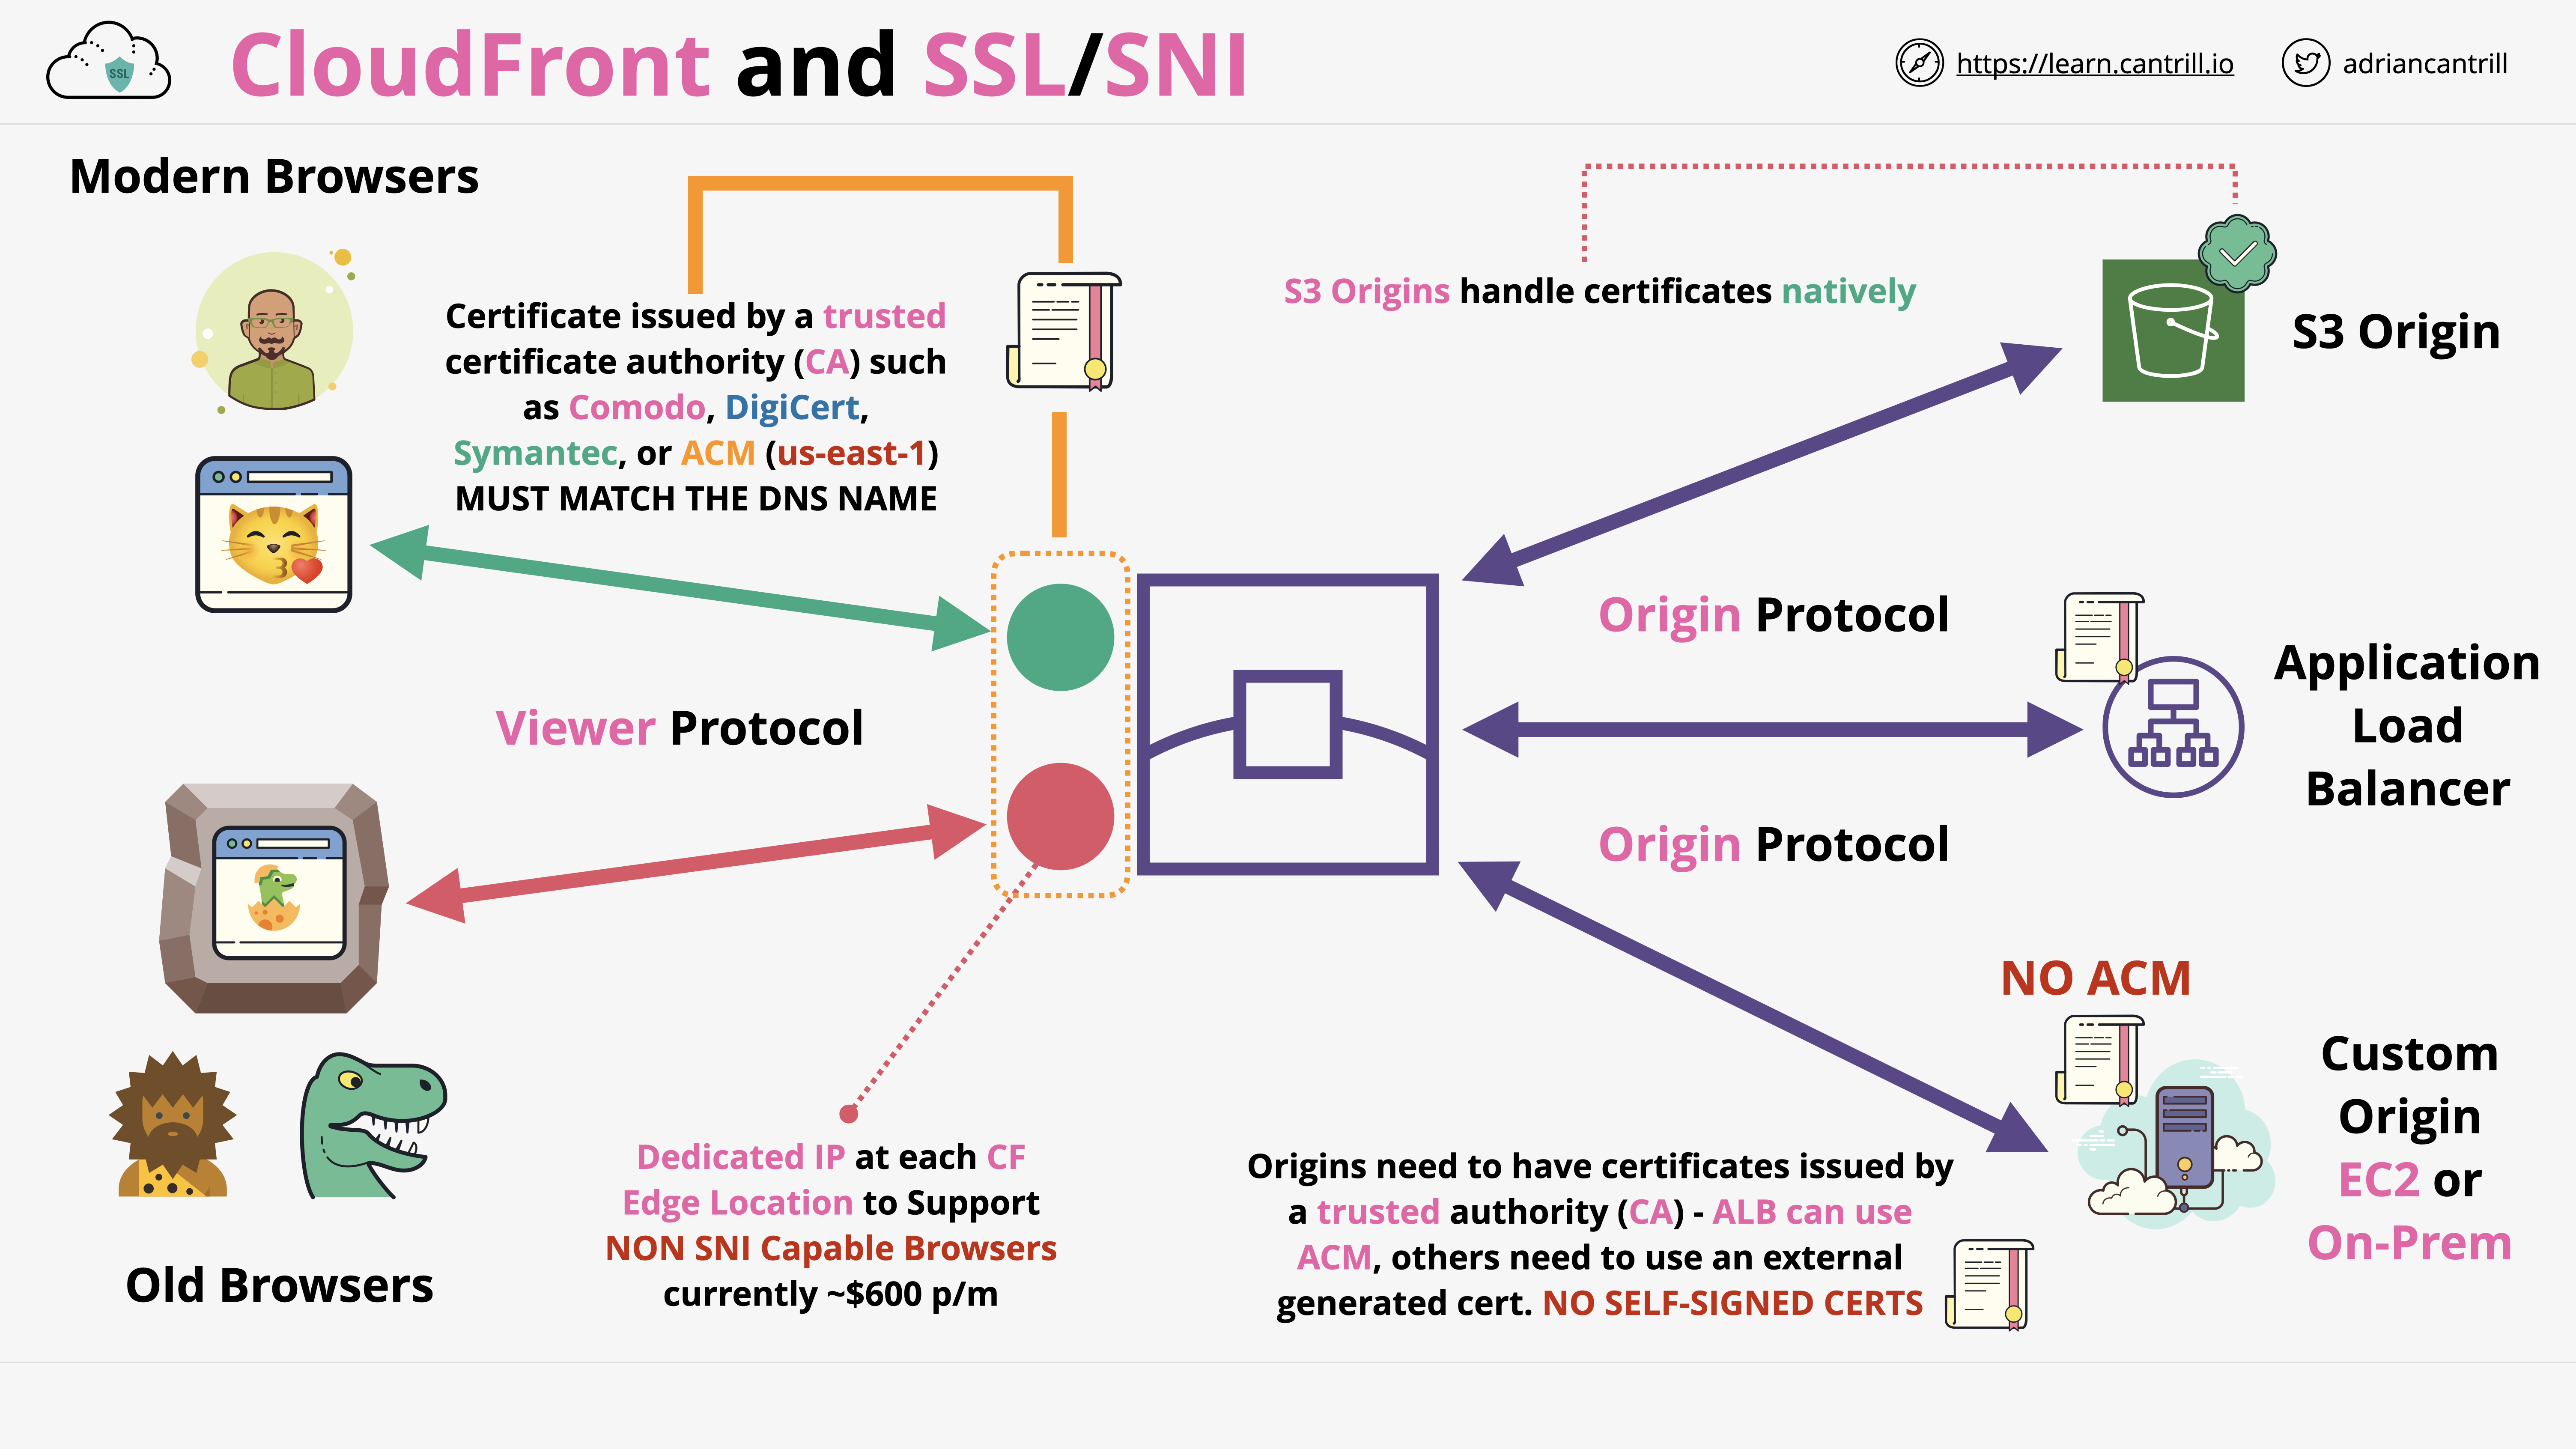 SSL
CloudFront and SSL/SNI
https://learn.cantrill.io
adriancantrill
Modern Browsers
Certificate issued by a trusted
certificate authority (CA) such
as Comodo, DigiCert,
Symantec, or ACM (us-east-1)
MUST MATCH THE DNS NAME
S3 Origins handle certificates natively
S3 Origin
Origin Protocol
Application
Load
Balancer
Viewer Protocol
Origin Protocol
NO ACM
Custom
Origin
EC2 or
On-Prem
Dedicated IP at each CF
Edge Location to Support
NON SNI Capable Browsers
currently ~$600 p/m
Origins need to have certificates issued by
a trusted authority (CA) - ALB can use
ACM, others need to use an external
generated cert. NO SELF-SIGNED CERTS
Old Browsers